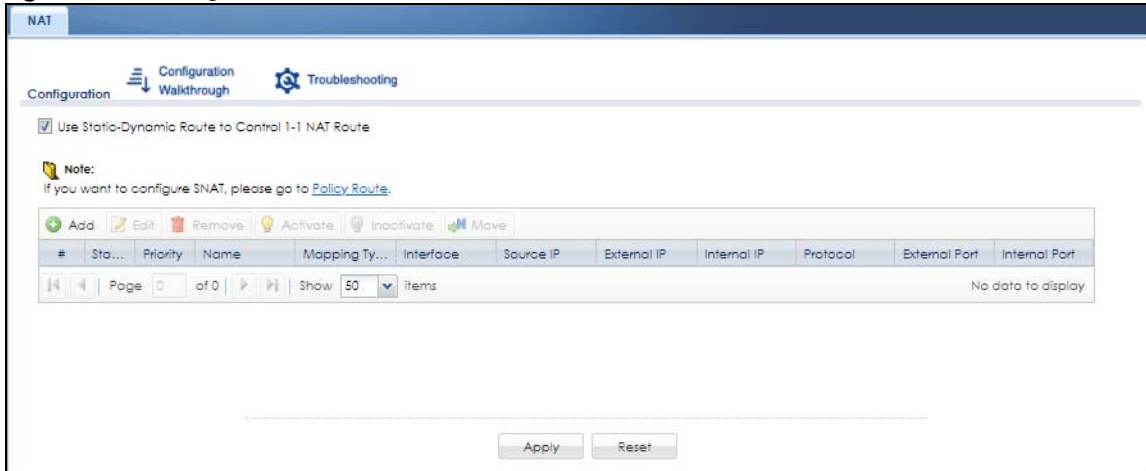 NAT
Configuration
Configuration Walkthrough
Troubleshooting
Use Static-Dynamic Route to Control 1-1 NAT Route
Note:
If you want to configure SNAT, please go to Policy Route.
Add Edit Remove Activate Inactivate Move
# Sta... Priority Name Mapping Ty... Interface Source IP External IP Internal IP Protocol External Port Internal Port
Page 0 of 0 Show 50 items No data to display
Apply Reset